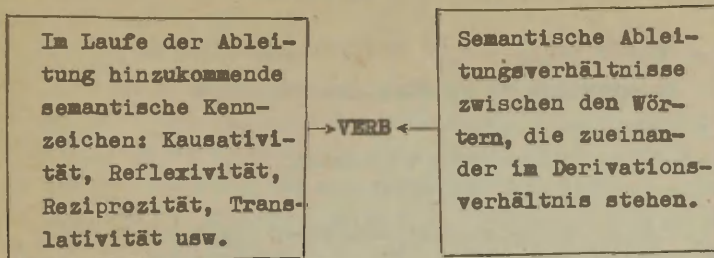 Im Laufe der Ablei-
tung hinzukommende
semantische Kenn-
zeichen: Kausativi-
tät, Reflexivität,
Reziprozität, Trans-
lativität usw.
VERB
Semantische Ablei-
tungsverhältnisse
zwischen den Wör-
tern, die zueinan-
der im Derivations-
verhältnis stehen.